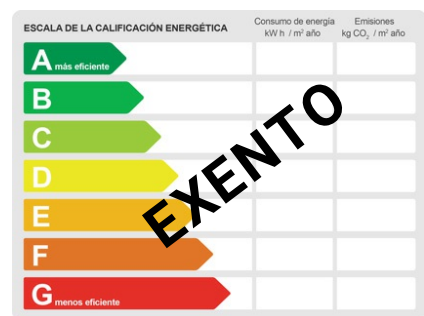 ESCALA DE LA CALIFICACIÓN ENERGÉTICA
Consumo de energía
kW h / m² año
Emisiones
kg CO₂ / m² año
A más eficiente
B
C
D
E
F
G menos eficiente
EXENTO